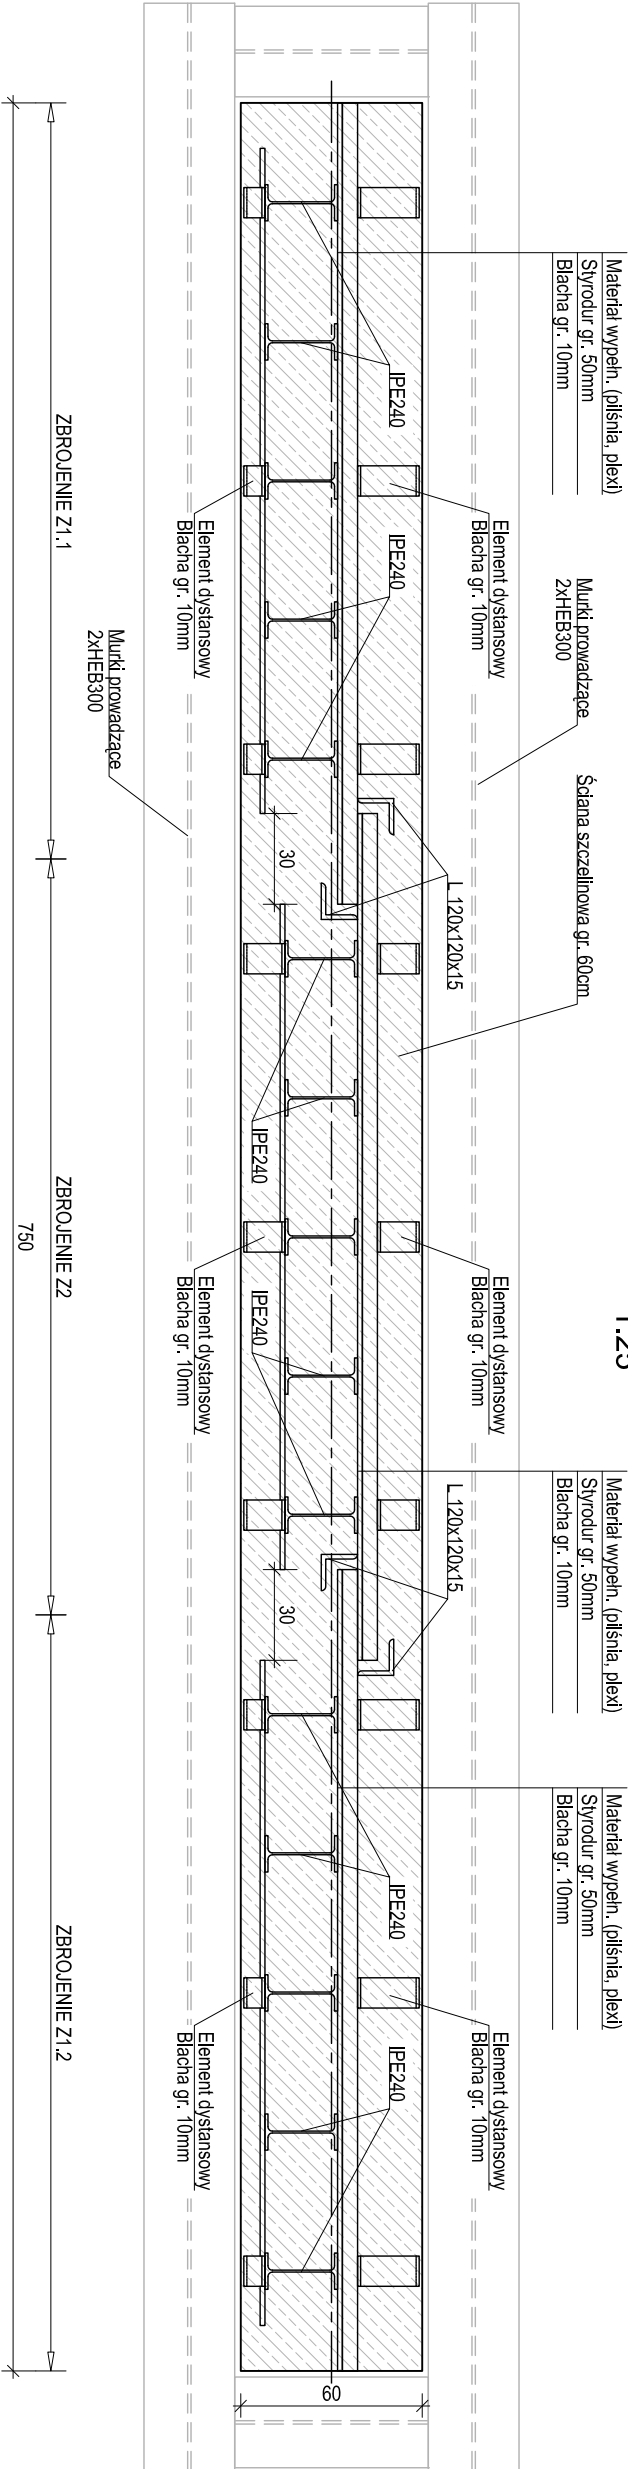 Materiał wypełn. (pilśnia, plexi)
Styrodur gr. 50mm
Blacha gr. 10mm
Materiał wypełn. (pilśnia, plexi)
Styrodur gr. 50mm
Blacha gr. 10mm
Materiał wypełn. (pilśnia, plexi)
Styrodur gr. 50mm
Blacha gr. 10mm
Murki prowadzące
2xHEB300
Ściana szczelinowa gr. 60cm
Element dystansowy
Blacha gr. 10mm
Element dystansowy
Blacha gr. 10mm
Element dystansowy
Blacha gr. 10mm
L 120x120x15
L 120x120x15
IPE240
IPE240
IPE240
IPE240
60
30
30
IPE240
IPE240
Element dystansowy
Blacha gr. 10mm
Element dystansowy
Blacha gr. 10mm
Element dystansowy
Blacha gr. 10mm
Murki prowadzące
2xHEB300
ZBROJENIE Z1.1
ZBROJENIE Z2
ZBROJENIE Z1.2
750